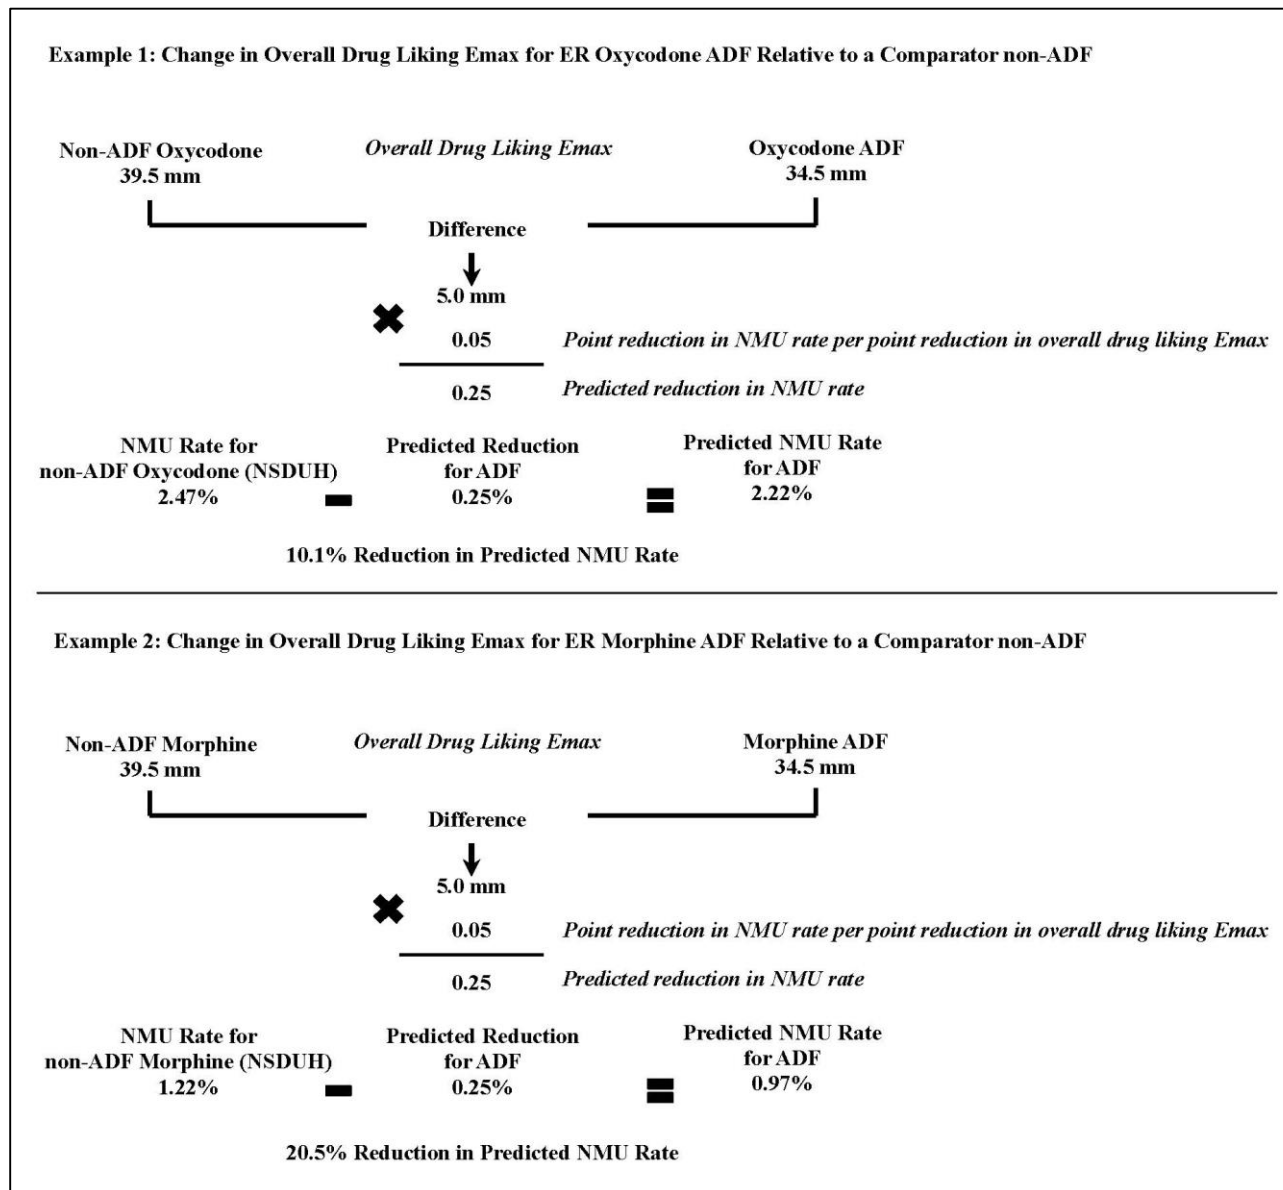 Example 1: Change in Overall Drug Liking Emax for ER Oxycodone ADF Relative to a Comparator non-ADF
Non-ADF Oxycodone
39.5 mm
Overall Drug Liking Emax
Oxycodone ADF
34.5 mm
Difference
5.0 mm
0.05
Point reduction in NMU rate per point reduction in overall drug liking Emax
0.25
Predicted reduction in NMU rate
NMU Rate for
non-ADF Oxycodone (NSDUH)
2.47%
Predicted Reduction
for ADF
0.25%
Predicted NMU Rate
for ADF
2.22%
10.1% Reduction in Predicted NMU Rate
Example 2: Change in Overall Drug Liking Emax for ER Morphine ADF Relative to a Comparator non-ADF
Non-ADF Morphine
39.5 mm
Overall Drug Liking Emax
Morphine ADF
34.5 mm
Difference
5.0 mm
0.05
Point reduction in NMU rate per point reduction in overall drug liking Emax
0.25
Predicted reduction in NMU rate
NMU Rate for
non-ADF Morphine (NSDUH)
1.22%
Predicted Reduction
for ADF
0.25%
Predicted NMU Rate
for ADF
0.97%
20.5% Reduction in Predicted NMU Rate